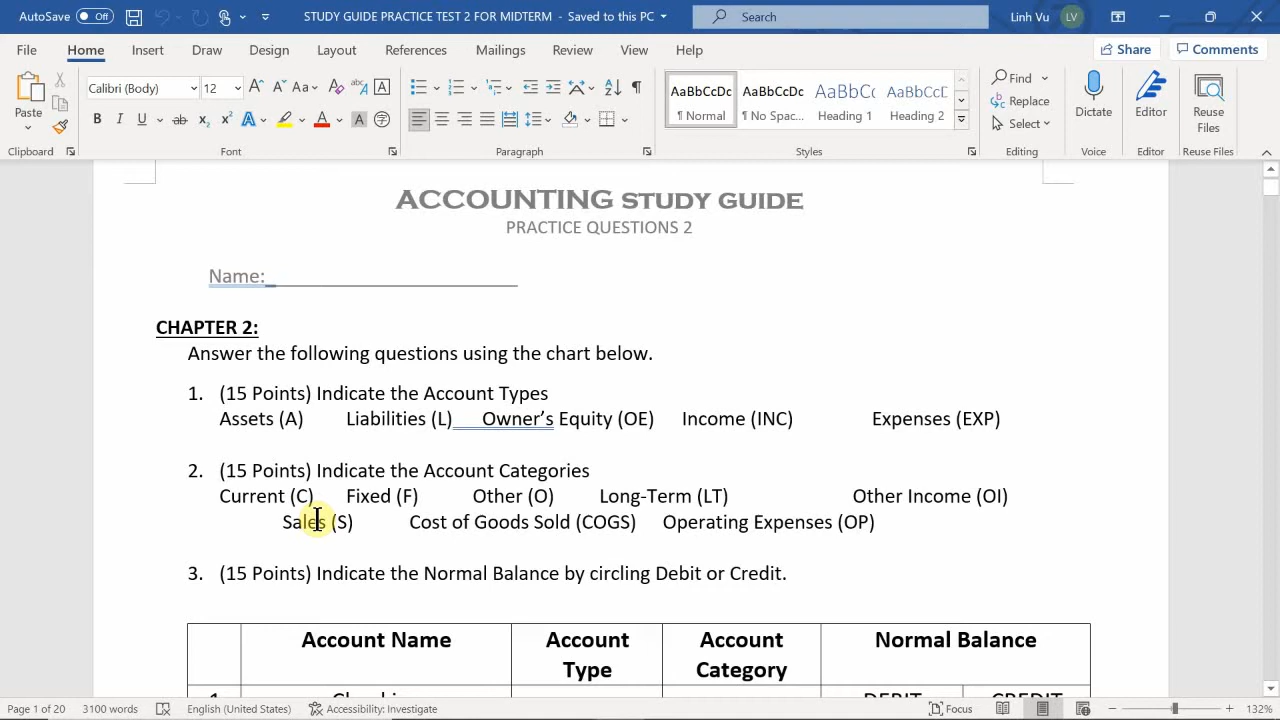 AutoSave Off STUDY GUIDE PRACTICE TEST 2 FOR MIDTERM - Saved to this PC Search Linh Vu LV
File Home Insert Draw Design Layout References Mailings Review View Help Share Comments
Calibri (Body) 12 Aa AaBbCcDc AaBbCcDc AaBbCc AaBbCcE Find
Paste ¶ Normal ¶ No Spac... Heading 1 Heading 2 Replace Dictate Editor Reuse Files
Select
Clipboard Font Paragraph Styles Editing Voice Editor Reuse Files
ACCOUNTING STUDY GUIDE
PRACTICE QUESTIONS 2
Name:
CHAPTER 2:
Answer the following questions using the chart below.
1. (15 Points) Indicate the Account Types
Assets (A) Liabilities (L) Owner’s Equity (OE) Income (INC) Expenses (EXP)
2. (15 Points) Indicate the Account Categories
Current (C) Fixed (F) Other (O) Long-Term (LT) Other Income (OI)
Sales (S) Cost of Goods Sold (COGS) Operating Expenses (OP)
3. (15 Points) Indicate the Normal Balance by circling Debit or Credit.
Account Name Account Type Account Category Normal Balance
Page 1 of 20 3100 words English (United States) Accessibility: Investigate Focus 132%